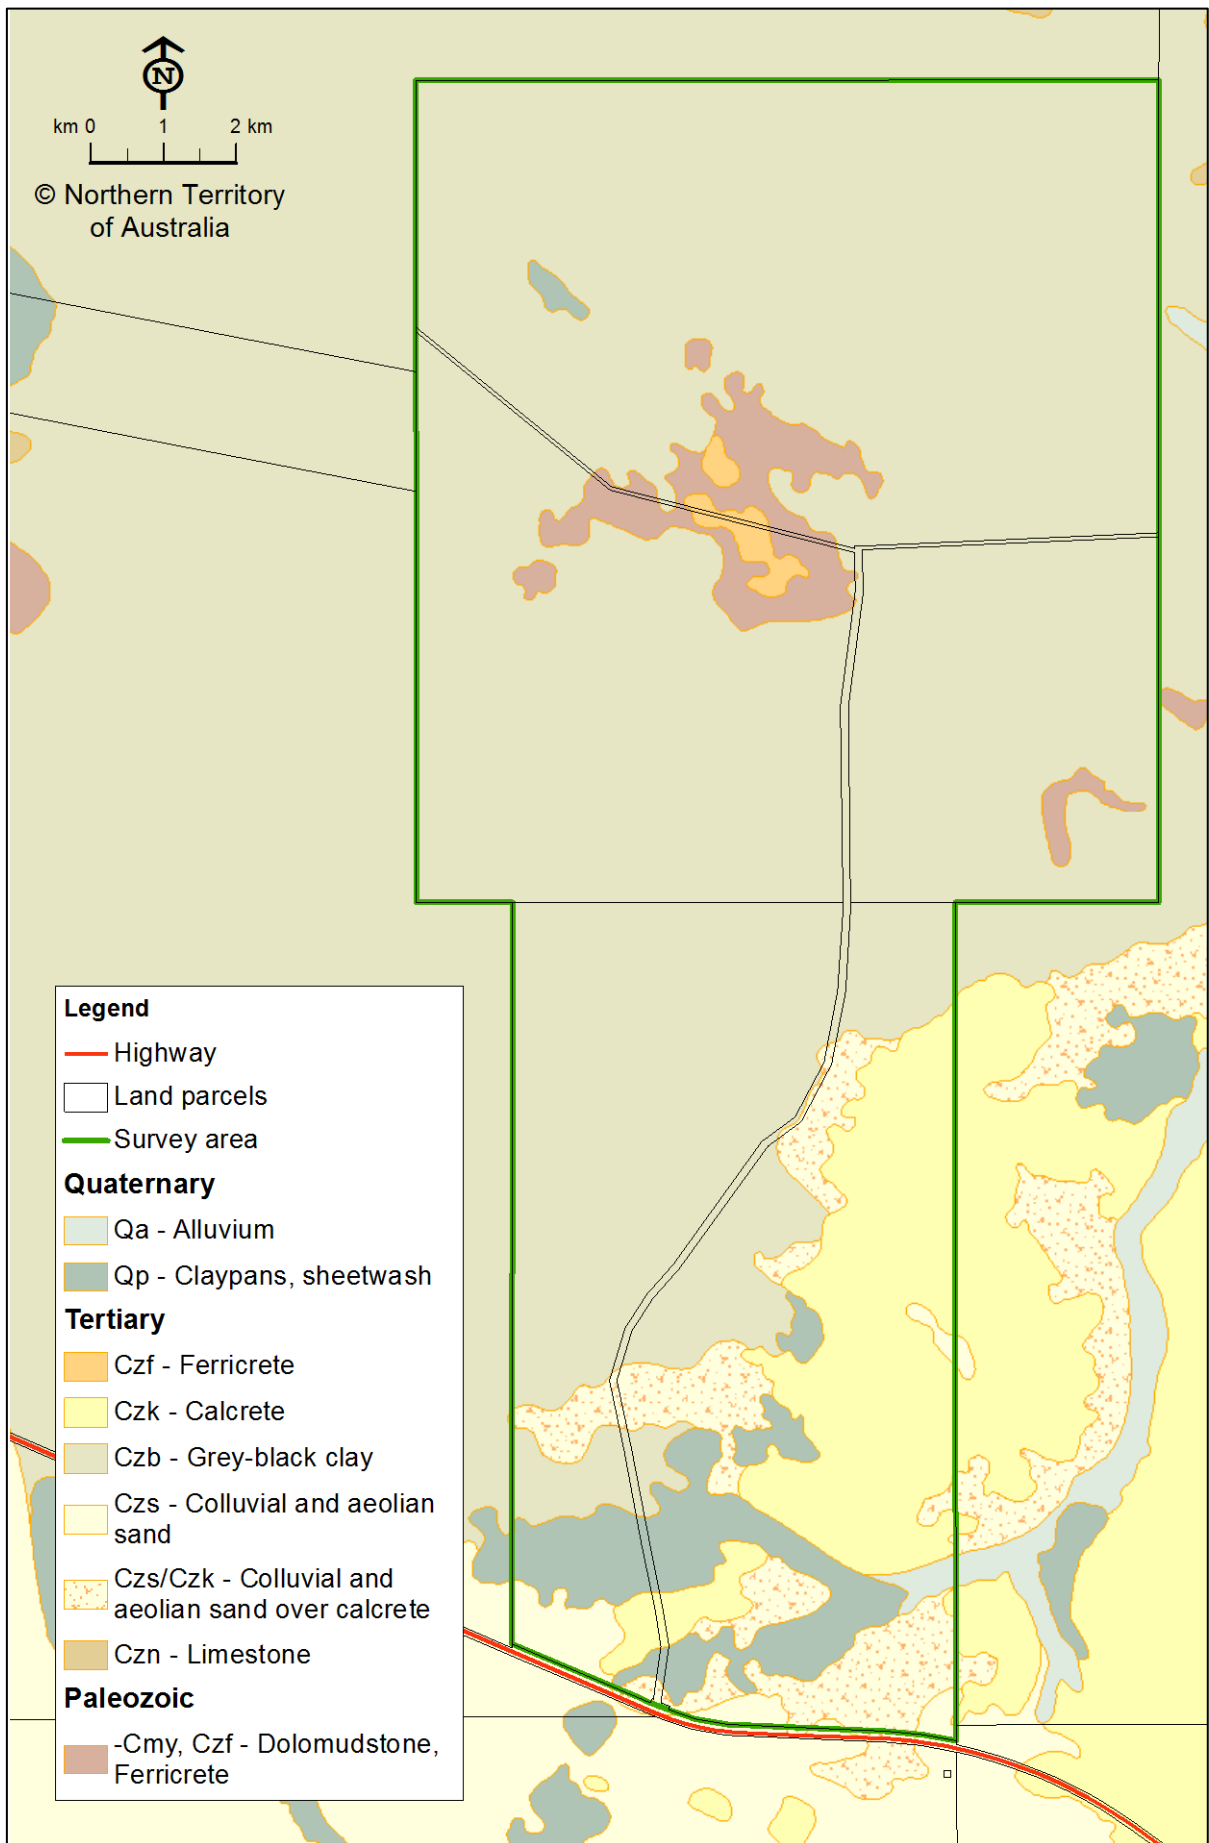 N
km 0 1 2 km
© Northern Territory
of Australia
Legend
Highway
Land parcels
Survey area
Quaternary
Qa - Alluvium
Qp - Claypans, sheetwash
Tertiary
Czf - Ferricrete
Czk - Calcrete
Czb - Grey-black clay
Czs - Colluvial and aeolian
sand
Czs/Czk - Colluvial and
aeolian sand over calcrete
Czn - Limestone
Paleozoic
-Cmy, Czf - Dolomudstone,
Ferricrete